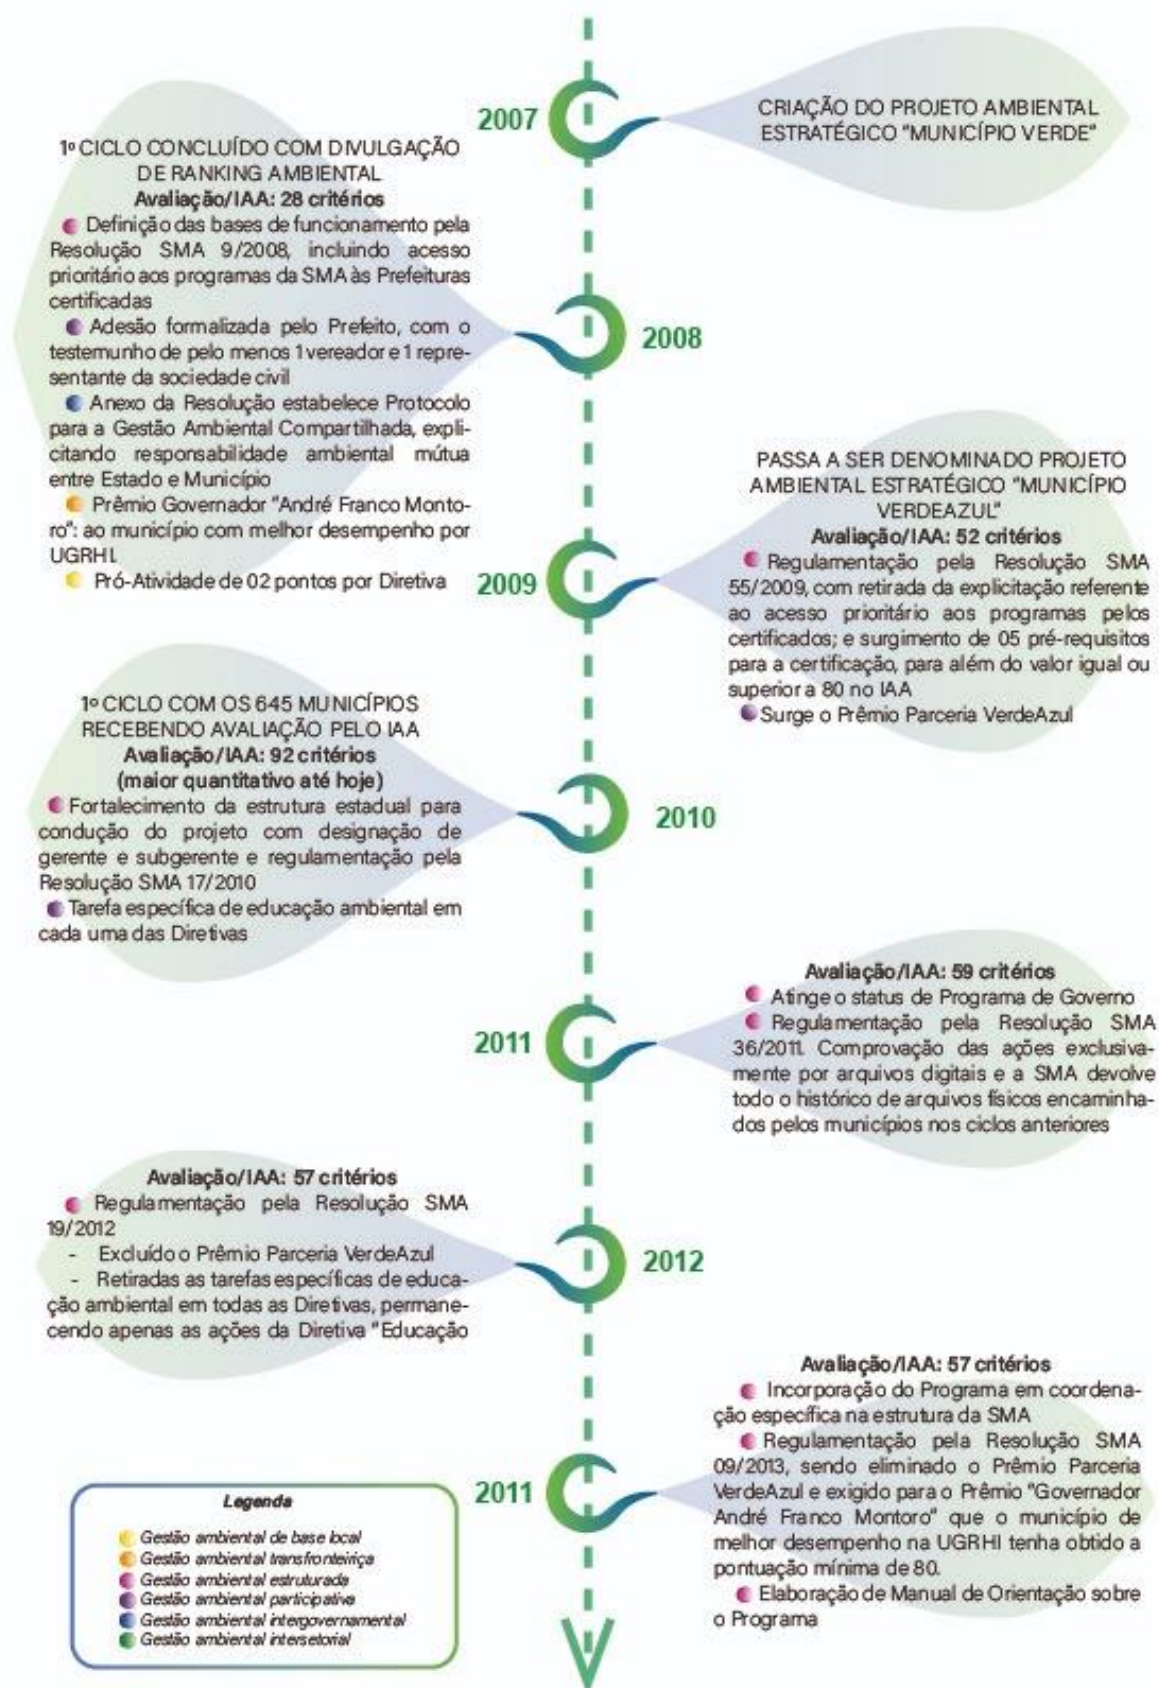 2007
CRIAÇÃO DO PROJETO AMBIENTAL
ESTRATÉGICO "MUNICÍPIO VERDE"
1º CICLO CONCLUÍDO COM DIVULGAÇÃO
DE RANKING AMBIENTAL
Avaliação/IAA: 28 critérios
Definição das bases de funcionamento pela
Resolução SMA 9/2008, incluindo acesso
prioritário aos programas da SMA às Prefeituras
certificadas
Adesão formalizada pelo Prefeito, com o
testemunho de pelo menos 1 vereador e 1 repre-
sentante da sociedade civil
Anexo da Resolução estabelece Protocolo
para a Gestão Ambiental Compartilhada, expli-
citando responsabilidade ambiental mútua
entre Estado e Município
Prêmio Governador "André Franco Monto-
ro": ao município com melhor desempenho por
UGRHI.
Pró-Atividade de 02 pontos por Diretiva
2008
2009
PASSA A SER DENOMINADO PROJETO
AMBIENTAL ESTRATÉGICO "MUNICÍPIO
VERDEAZUL"
Avaliação/IAA: 52 critérios
Regulamentação pela Resolução SMA
55/2009, com retirada da explicitação referente
ao acesso prioritário aos programas pelos
certificados; e surgimento de 05 pré-requisitos
para a certificação, para além do valor igual ou
superior a 80 no IAA
Surge o Prêmio Parceria VerdeAzul
1º CICLO COM OS 645 MUNICÍPIOS
RECEBENDO AVALIAÇÃO PELO IAA
Avaliação/IAA: 92 critérios
(maior quantitativo até hoje)
Fortalecimento da estrutura estadual para
condução do projeto com designação de
gerente e subgerente e regulamentação pela
Resolução SMA 17/2010
Tarefa específica de educação ambiental em
cada uma das Diretivas
2010
2011
Avaliação/IAA: 59 critérios
Atinge o status de Programa de Governo
Regulamentação pela Resolução SMA
36/2011. Comprovação das ações exclusiva-
mente por arquivos digitais e a SMA devolve
todo o histórico de arquivos físicos encaminha-
dos pelos municípios nos ciclos anteriores
Avaliação/IAA: 57 critérios
Regulamentação pela Resolução SMA
19/2012
- Excluído o Prêmio Parceria VerdeAzul
- Retiradas as tarefas específicas de educa-
ção ambiental em todas as Diretivas, permane-
cendo apenas as ações da Diretiva "Educação
2012
2011
Avaliação/IAA: 57 critérios
Incorporação do Programa em coordena-
ção específica na estrutura da SMA
Regulamentação pela Resolução SMA
09/2013, sendo eliminado o Prêmio Parceria
VerdeAzul e exigido para o Prêmio "Governador
André Franco Montoro" que o município de
melhor desempenho na UGRHI tenha obtido a
pontuação mínima de 80.
Elaboração de Manual de Orientação sobre
o Programa
Legenda
Gestão ambiental de base local
Gestão ambiental transfronteiriça
Gestão ambiental estruturada
Gestão ambiental participativa
Gestão ambiental intergovernamental
Gestão ambiental intersetorial